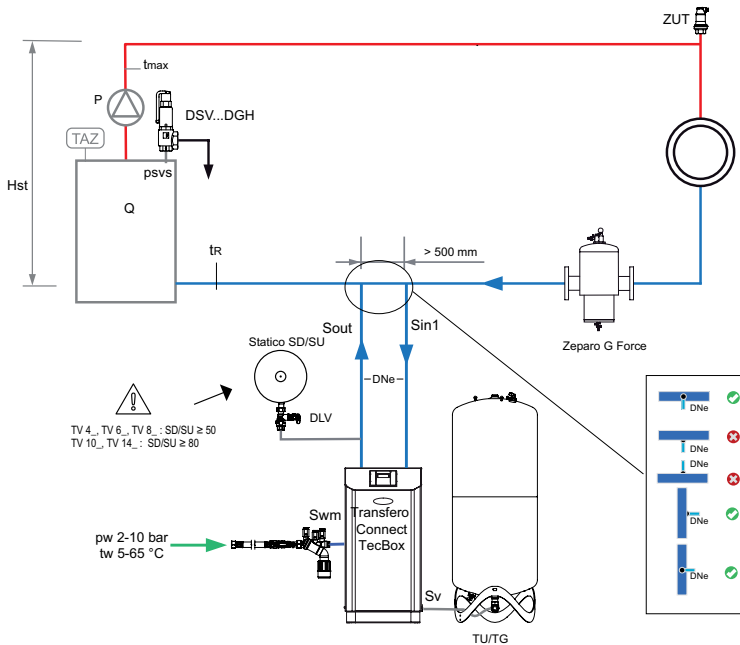 ZUT
tmax
P
DSV...DGH
TAZ
psvs
Hst
Q
tR
> 500 mm
Zeparo G Force
Sout
Sin1
Statico SD/SU
DNe
DLV
TV 4_, TV 6_, TV 8_ : SD/SU ≥ 50
TV 10_, TV 14_ : SD/SU ≥ 80
DNe
DNe
DNe
DNe
DNe
Swm
Transfero
Connect
TecBox
pw 2-10 bar
tw 5-65 °C
Sv
TU/TG